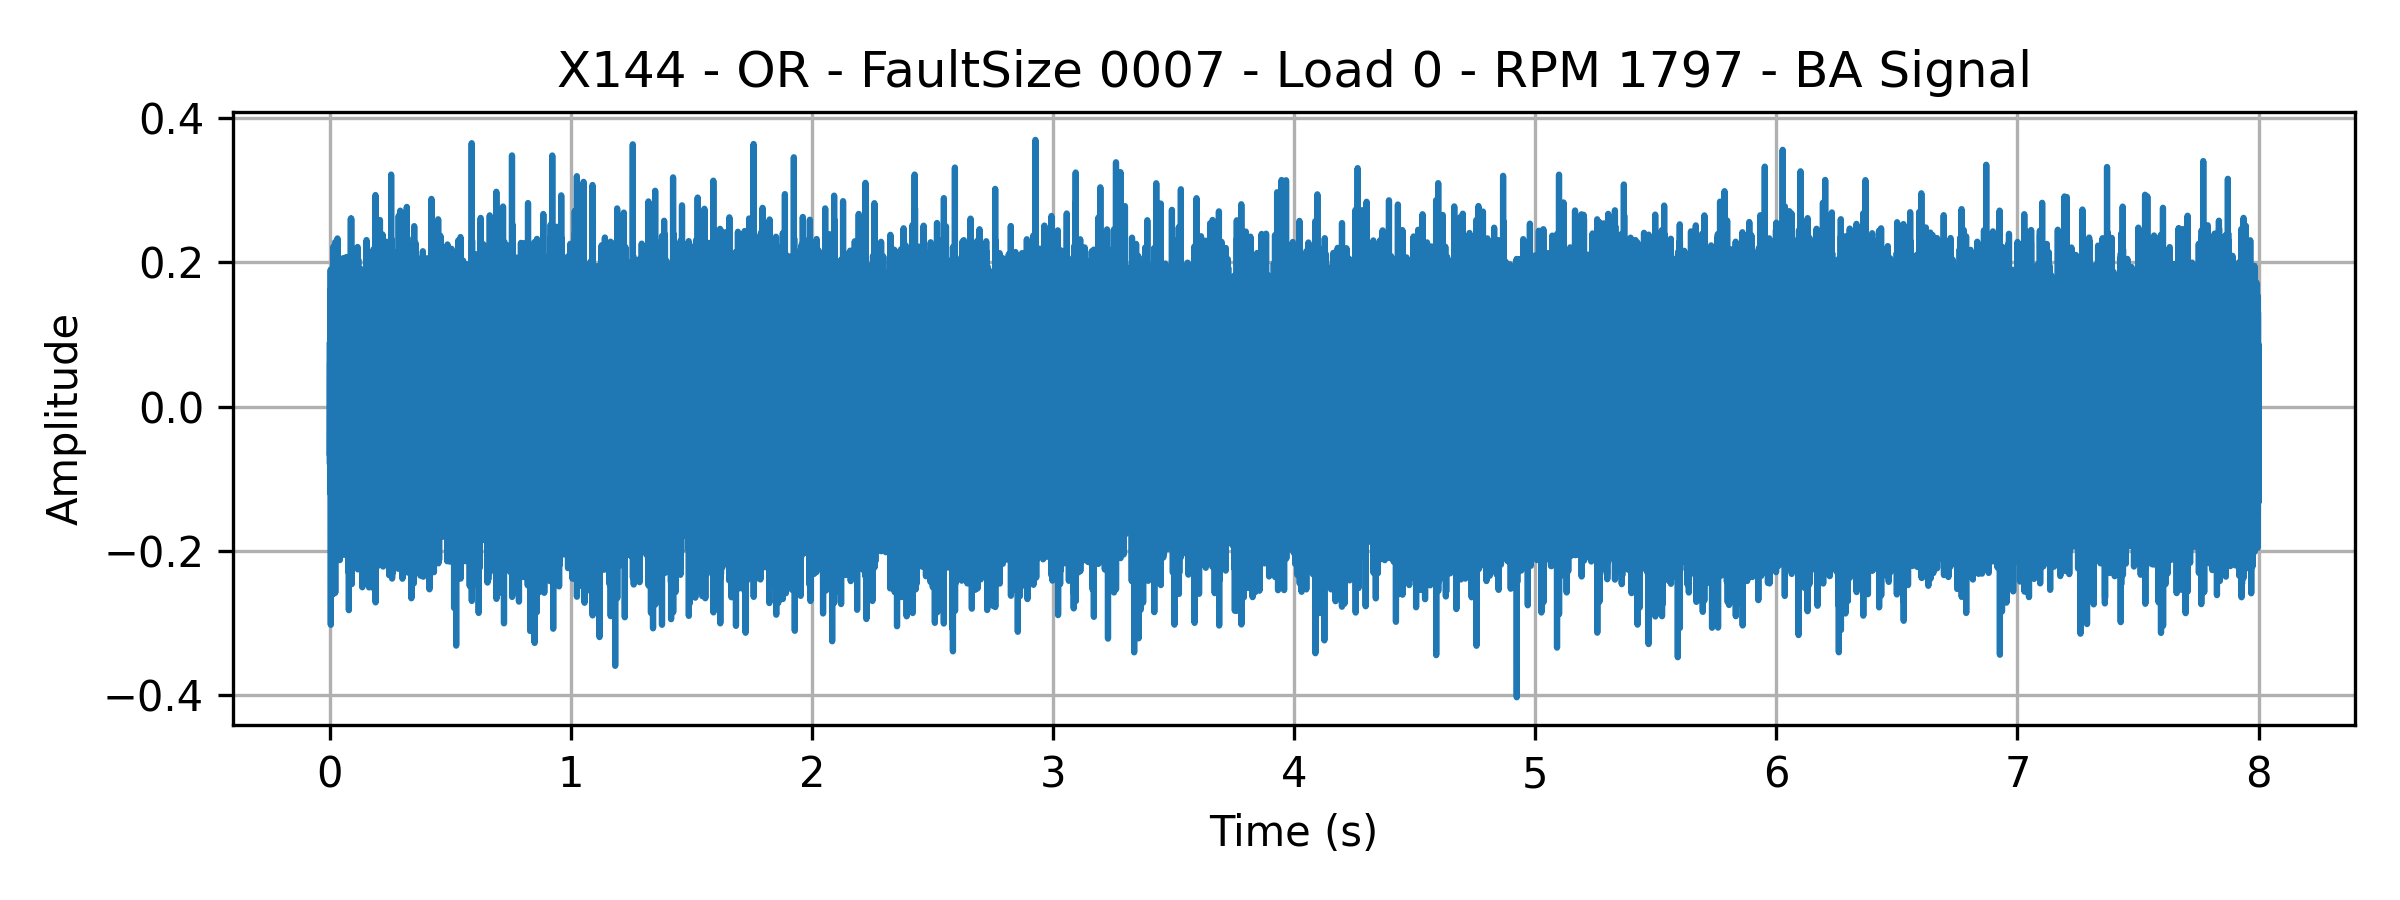 X144 - OR - FaultSize 0007 - Load 0 - RPM 1797 - BA Signal
0.4
0.2
0.0
−0.2
−0.4
Amplitude
0 1 2 3 4 5 6 7 8
Time (s)